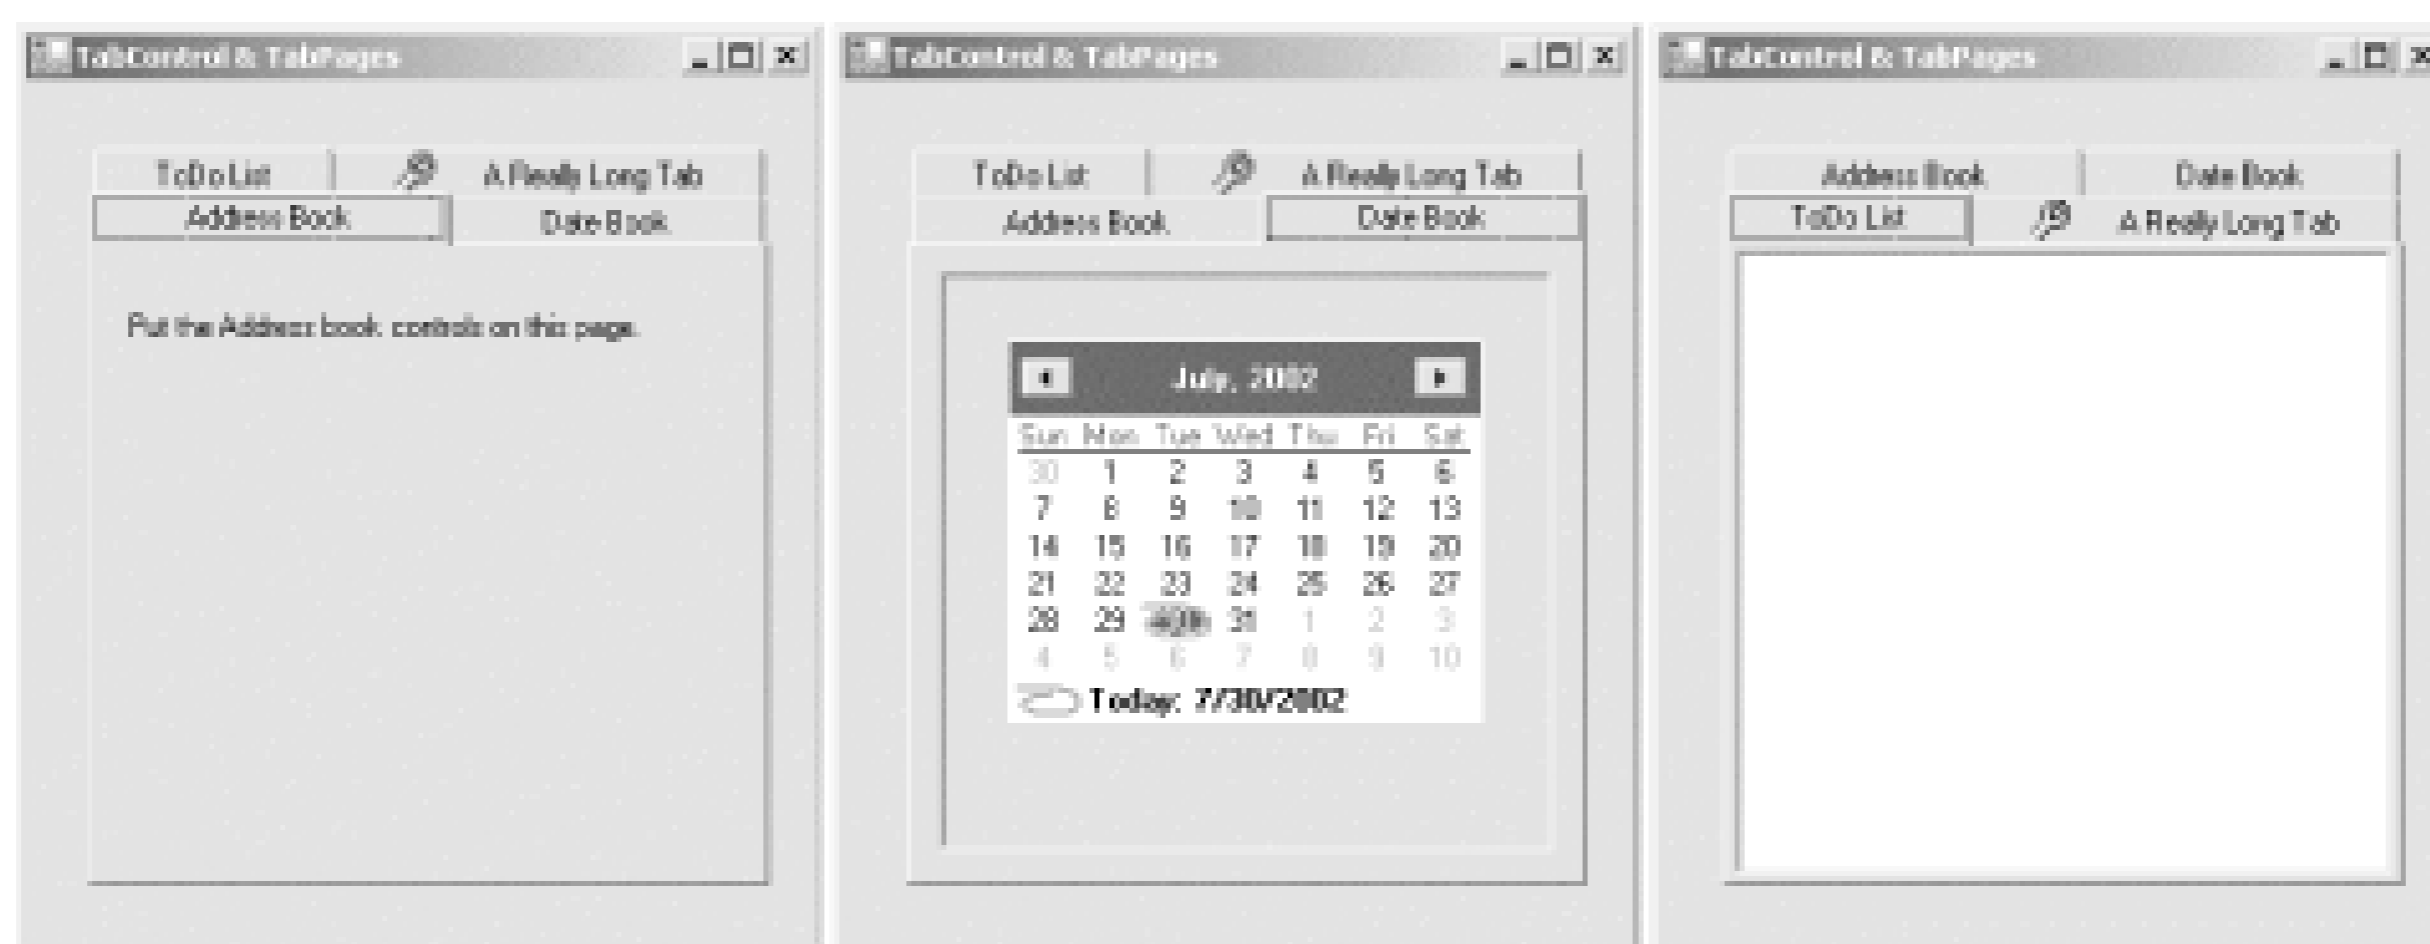 TabControl & TabPages
ToDo List A Really Long Tab
Address Book Date Book
Put the Address book controls on this page.
TabControl & TabPages
ToDo List A Really Long Tab
Address Book Date Book
July, 2002
Sun Mon Tue Wed Thu Fri Sat
30 1 2 3 4 5 6
7 8 9 10 11 12 13
14 15 16 17 18 19 20
21 22 23 24 25 26 27
28 29 30 31 1 2 3
4 5 6 7 8 9 10
Today: 7/30/2002
TabControl & TabPages
Address Book Date Book
ToDo List A Really Long Tab